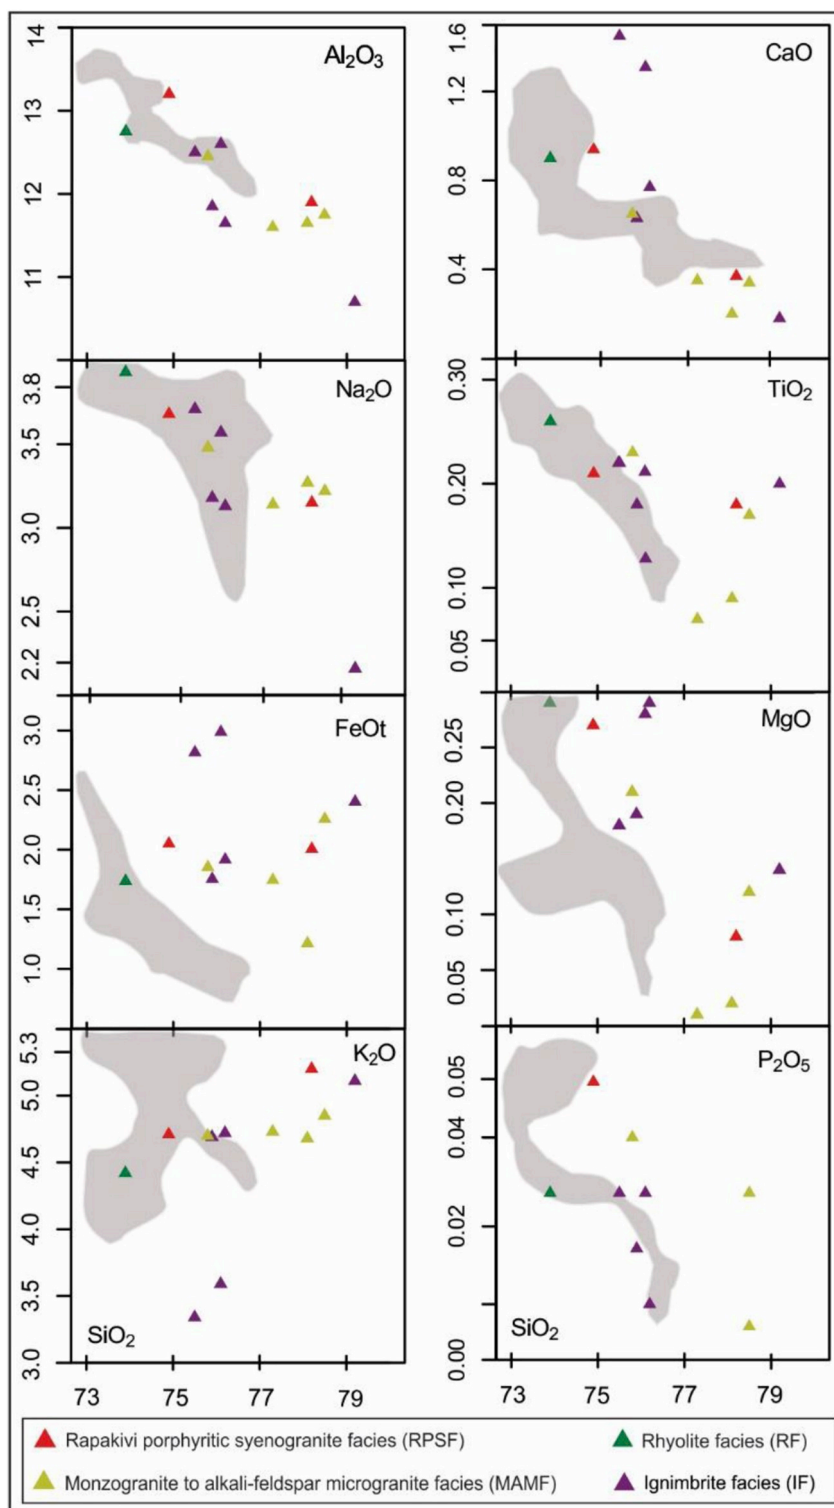 Al₂O₃
14
13
12
11
CaO
1.6
1.2
0.8
0.4
Na₂O
3.8
3.5
3.0
2.5
2.2
TiO₂
0.30
0.20
0.10
0.05
FeOt
3.0
2.5
2.0
1.5
1.0
MgO
0.25
0.20
0.10
0.05
K₂O
5.3
5.0
4.5
4.0
3.5
3.0
SiO₂
73 75 77 79
P₂O₅
0.05
0.04
0.02
0.00
SiO₂
73 75 77 79
Rapakivi porphyritic syenogranite facies (RPSF)
Rhyolite facies (RF)
Monzogranite to alkali-feldspar microgranite facies (MAMF)
Ignimbrite facies (IF)